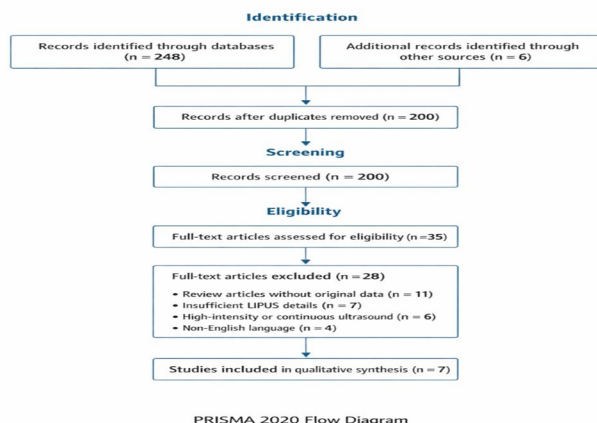 Identification
Records identified through databases
(n = 248)
Additional records identified through
other sources (n = 6)
Records after duplicates removed (n = 200)
Screening
Records screened (n = 200)
Eligibility
Full-text articles assessed for eligibility (n =35)
Full-text articles excluded (n = 28)
• Review articles without original data (n = 11)
• Insufficient LIPUS details (n = 7)
• High-intensity or continuous ultrasound (n = 6)
• Non-English language (n = 4)
Studies included in qualitative synthesis (n = 7)
PRISMA 2020 Flow Diagram